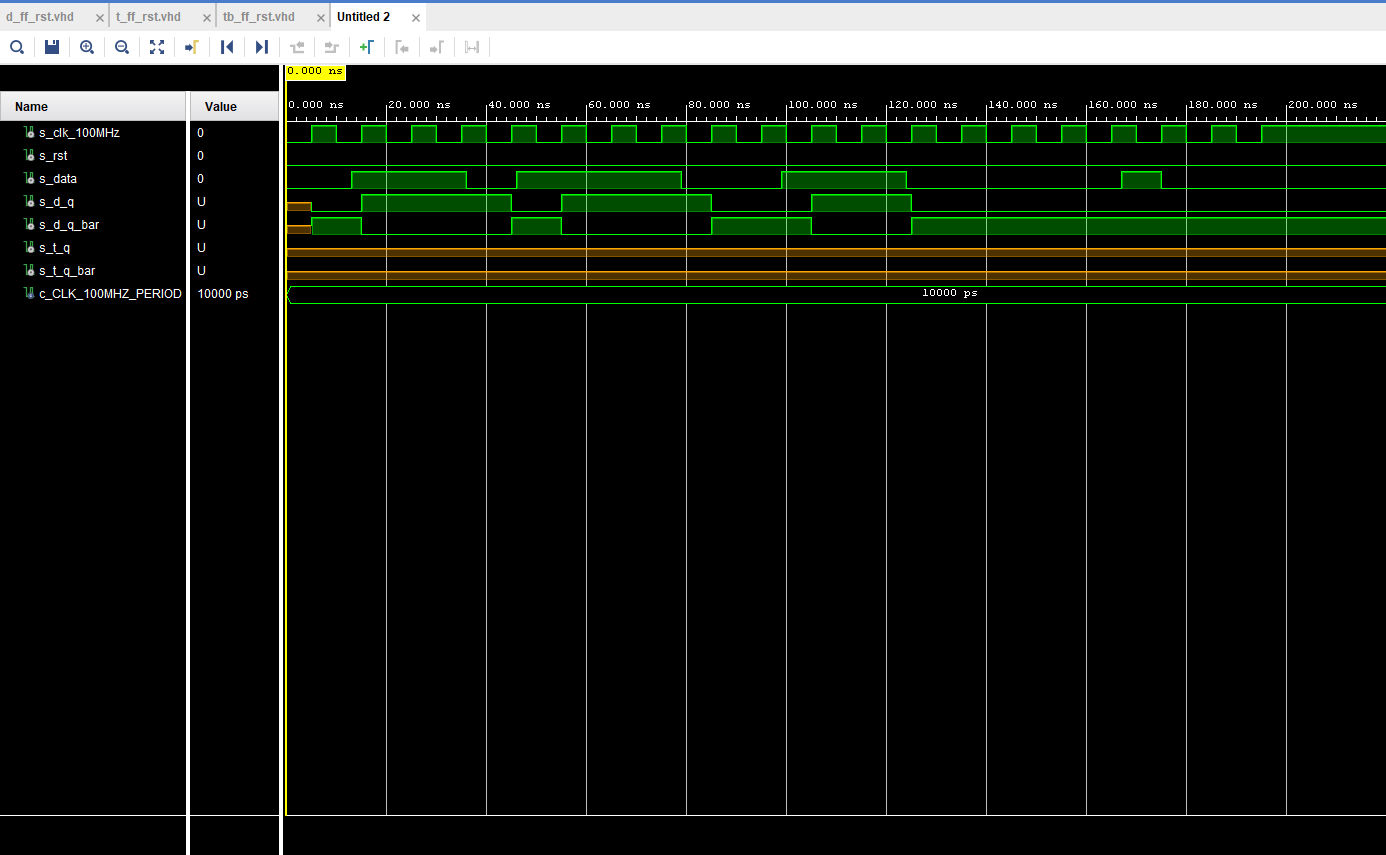 d_ff_rst.vhd × t_ff_rst.vhd × tb_ff_rst.vhd × Untitled 2 ×
0.000 ns
Name Value
0.000 ns 20.000 ns 40.000 ns 60.000 ns 80.000 ns 100.000 ns 120.000 ns 140.000 ns 160.000 ns 180.000 ns 200.000 ns
s_clk_100MHz 0
s_rst 0
s_data 0
s_d_q U
s_d_q_bar U
s_t_q U
s_t_q_bar U
c_CLK_100MHZ_PERIOD 10000 ps 10000 ps